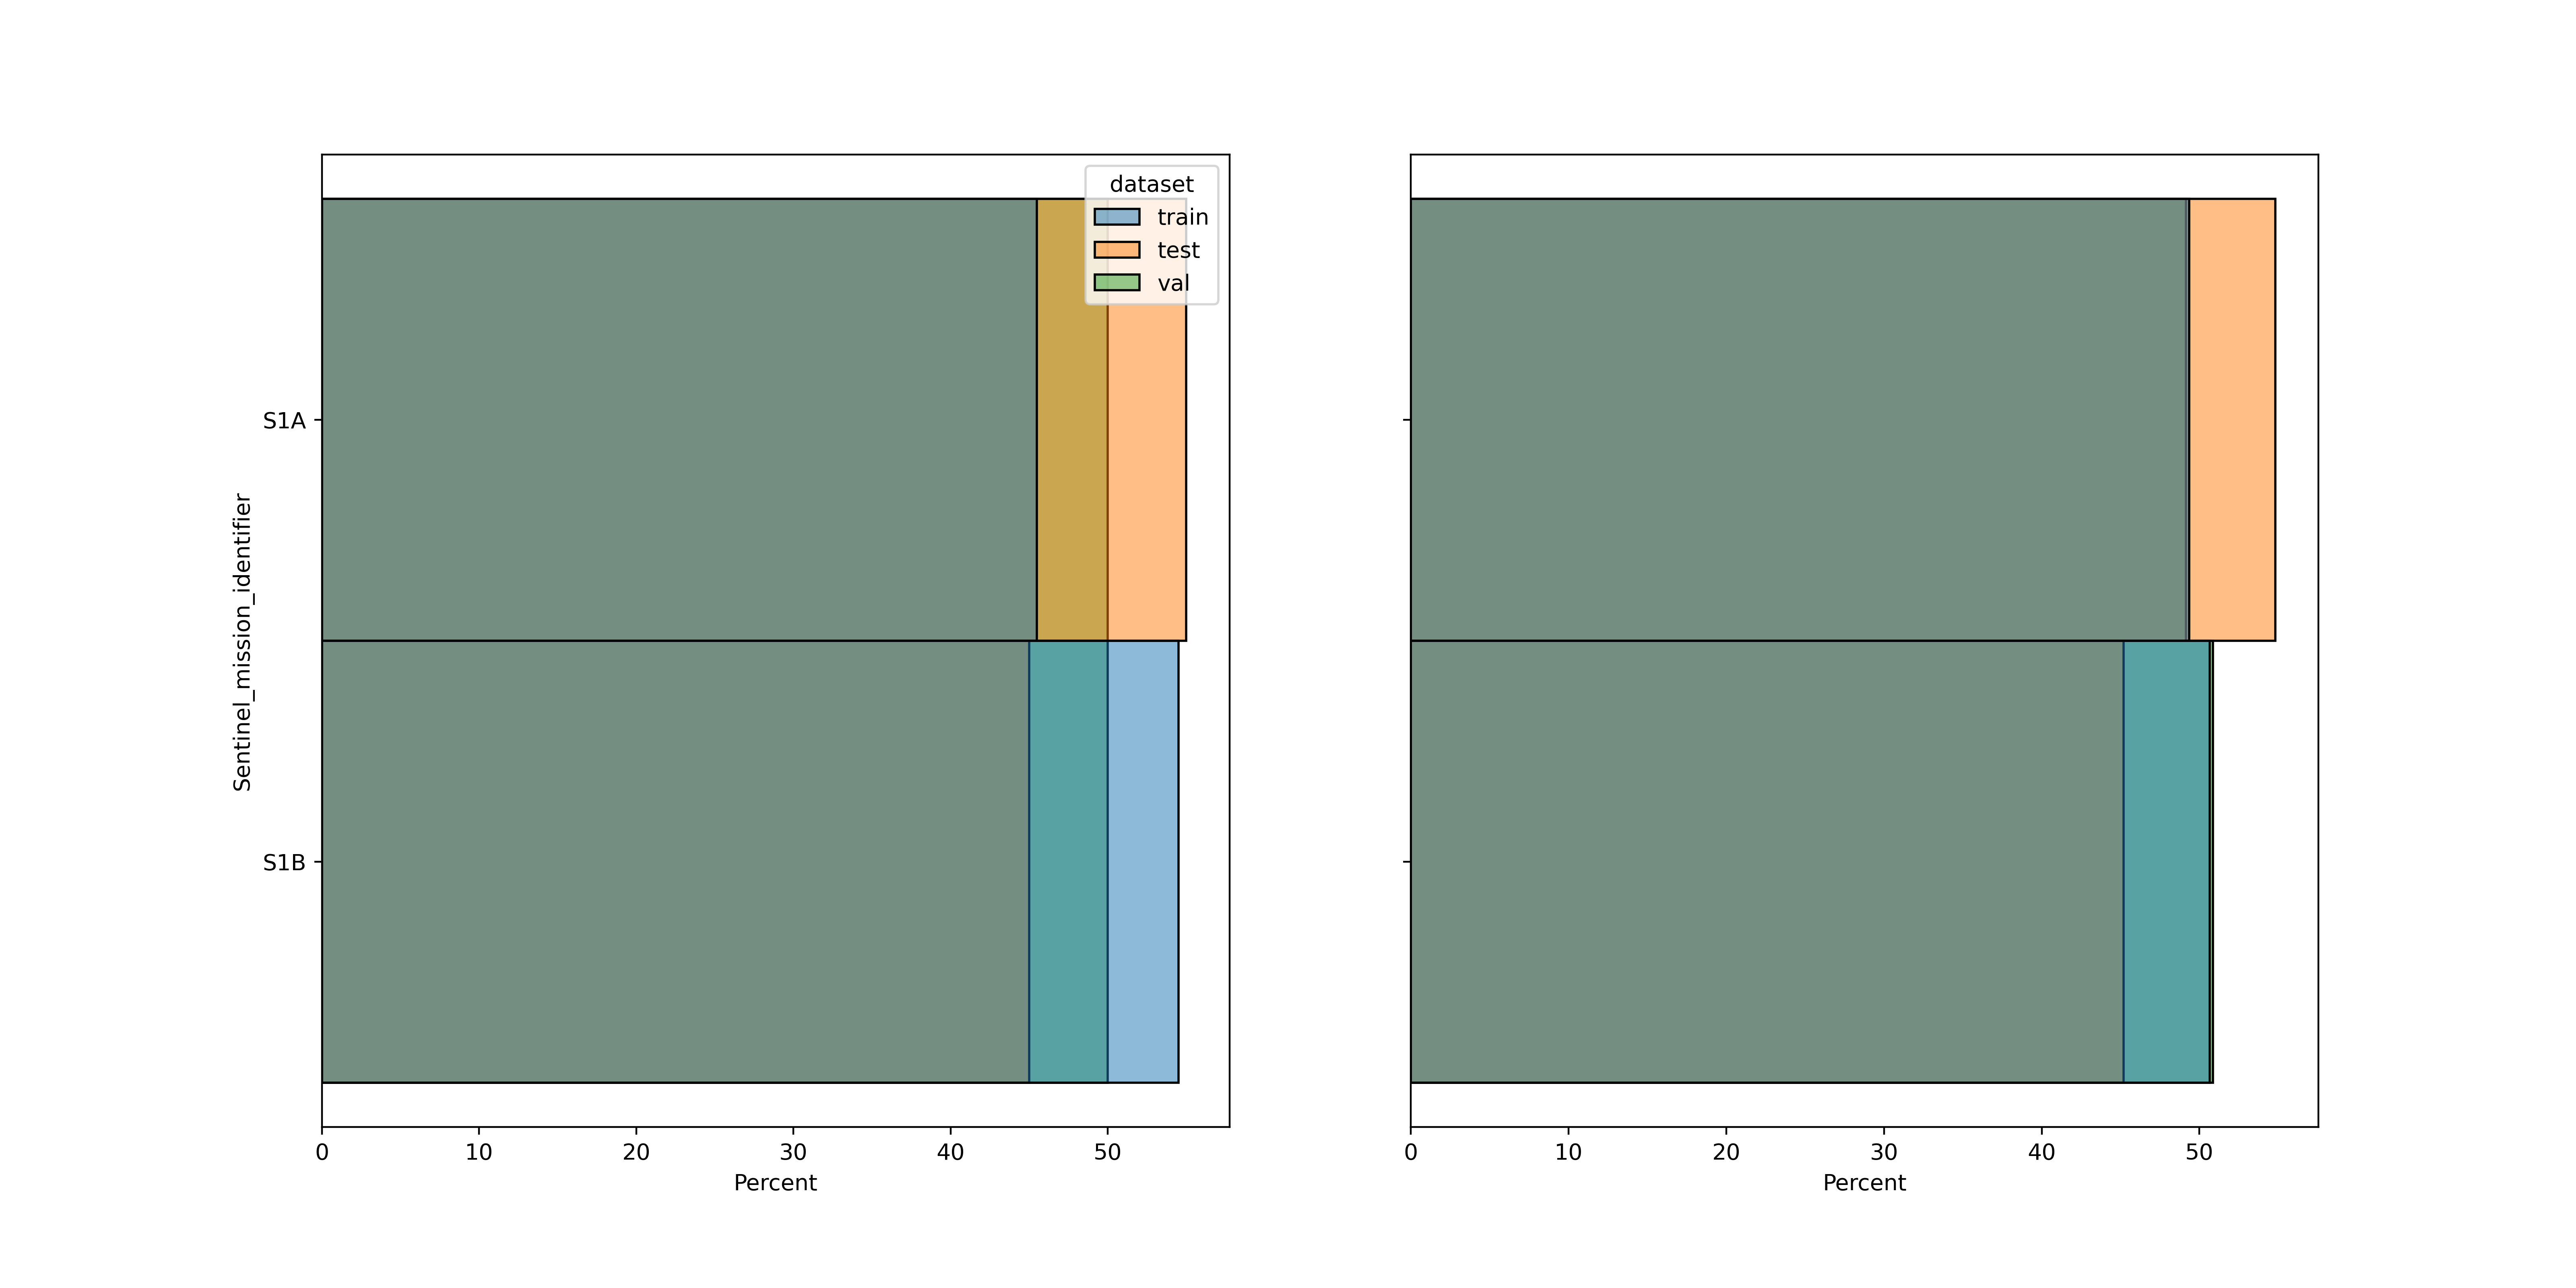 dataset
train
test
val
Sentinel_mission_identifier
S1A
S1B
0 10 20 30 40 50
Percent
0 10 20 30 40 50
Percent